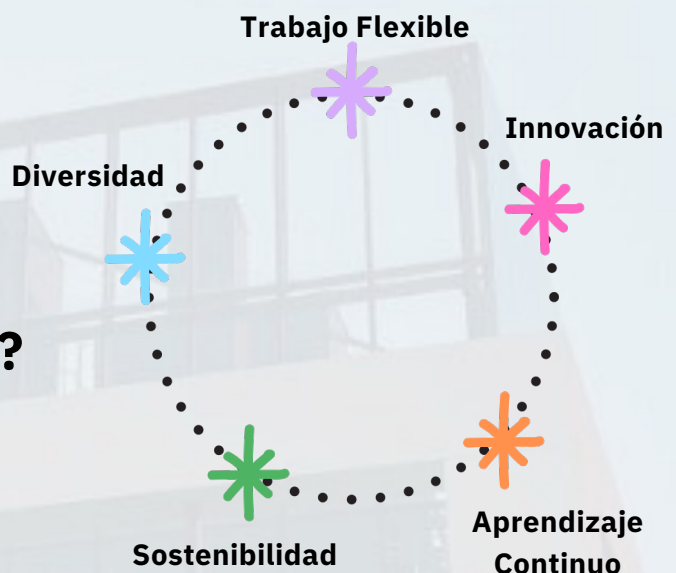 Trabajo Flexible
Innovación
Diversidad
?
Aprendizaje
Continuo
Sostenibilidad